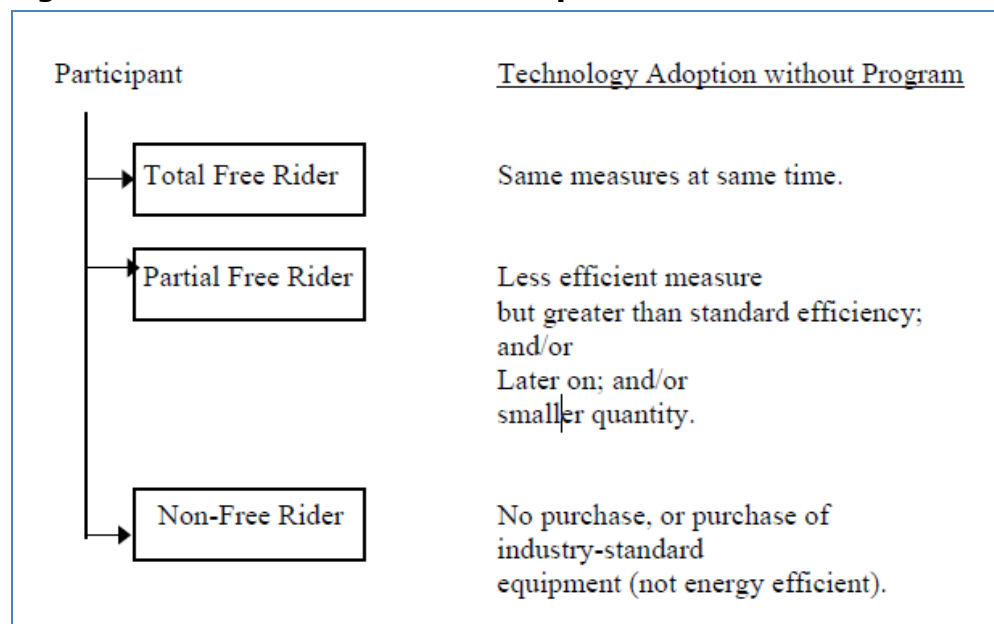 Participant
Technology Adoption without Program
Total Free Rider
Same measures at same time.
Partial Free Rider
Less efficient measure
but greater than standard efficiency;
and/or
Later on; and/or
smaller quantity.
Non-Free Rider
No purchase, or purchase of
industry-standard
equipment (not energy efficient).